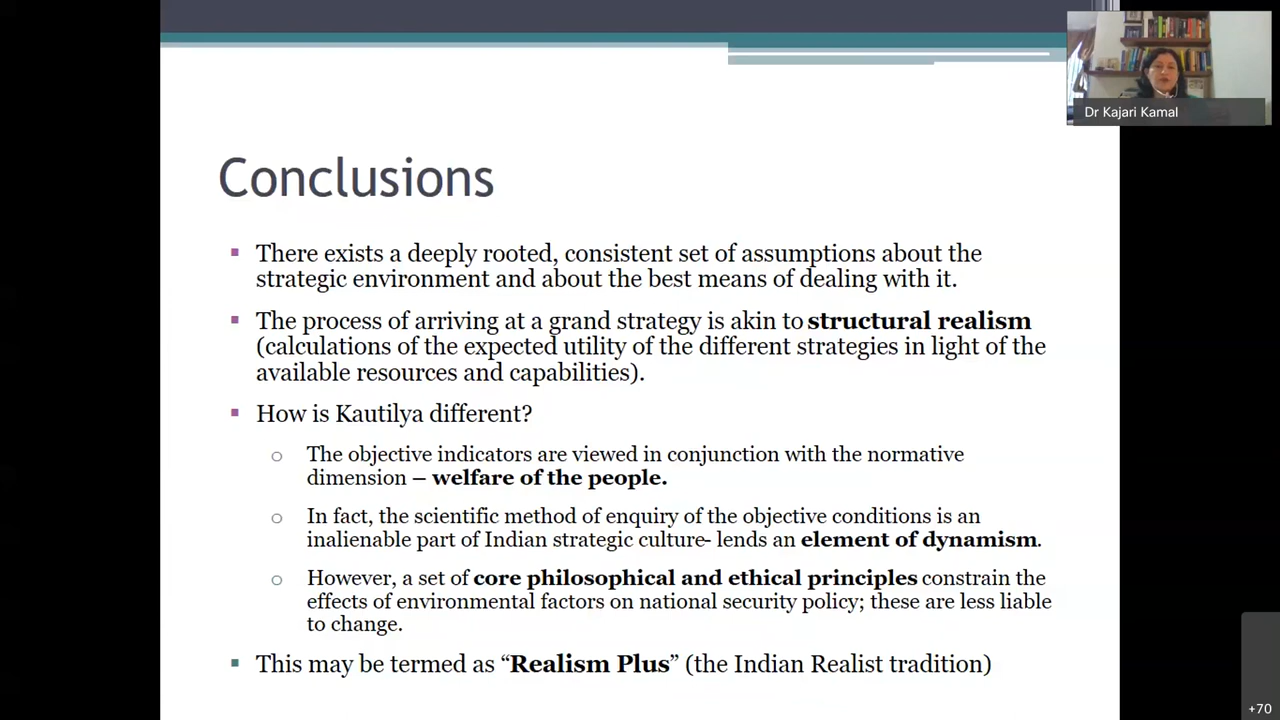 Dr Kajari Kamal
Conclusions
▪ There exists a deeply rooted, consistent set of assumptions about the
strategic environment and about the best means of dealing with it.
▪ The process of arriving at a grand strategy is akin to structural realism
(calculations of the expected utility of the different strategies in light of the
available resources and capabilities).
▪ How is Kautilya different?
○ The objective indicators are viewed in conjunction with the normative
dimension – welfare of the people.
○ In fact, the scientific method of enquiry of the objective conditions is an
inalienable part of Indian strategic culture- lends an element of dynamism.
○ However, a set of core philosophical and ethical principles constrain the
effects of environmental factors on national security policy; these are less liable
to change.
▪ This may be termed as “Realism Plus” (the Indian Realist tradition)
+70